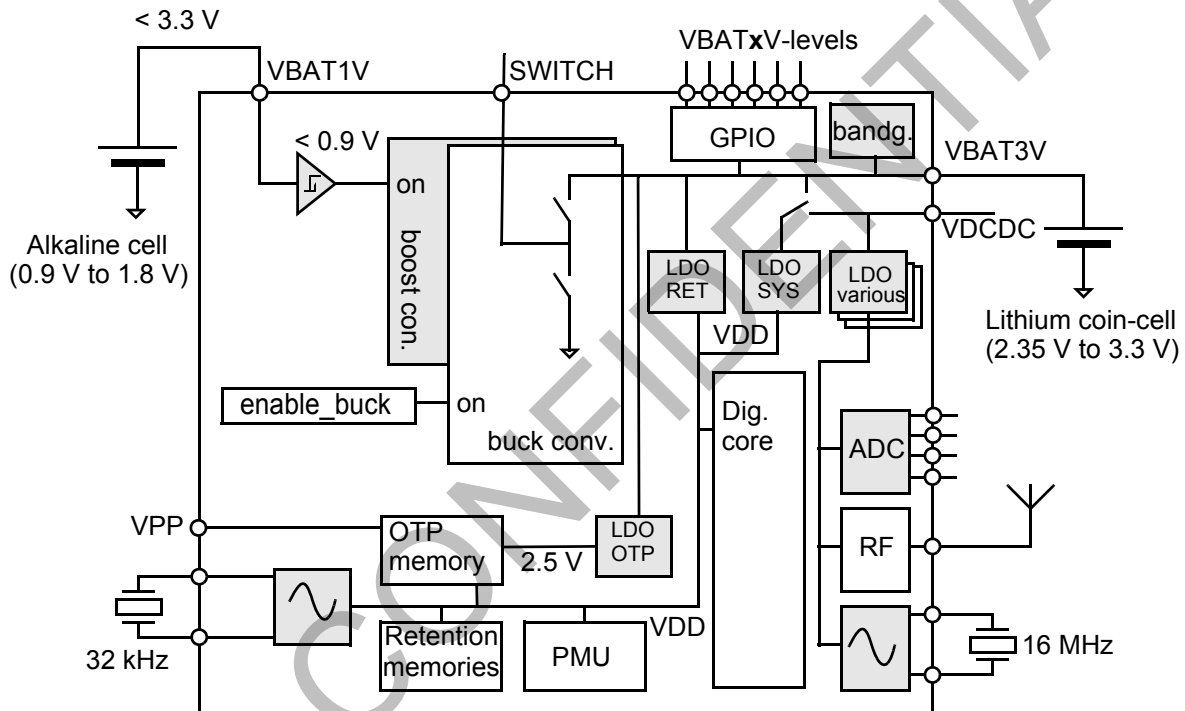 < 3.3 V
VBATxV-levels
VBAT1V
SWITCH
< 0.9 V
GPIO
bandg.
VBAT3V
on
boost con.
VDCDC
Alkaline cell
(0.9 V to 1.8 V)
LDO
RET
LDO
SYS
LDO
various
Lithium coin-cell
(2.35 V to 3.3 V)
VDD
enable_buck
on
buck conv.
Dig.
core
ADC
VPP
OTP
memory
2.5 V
LDO
OTP
RF
32 kHz
Retention
memories
PMU
VDD
16 MHz
CONFIDENTIA